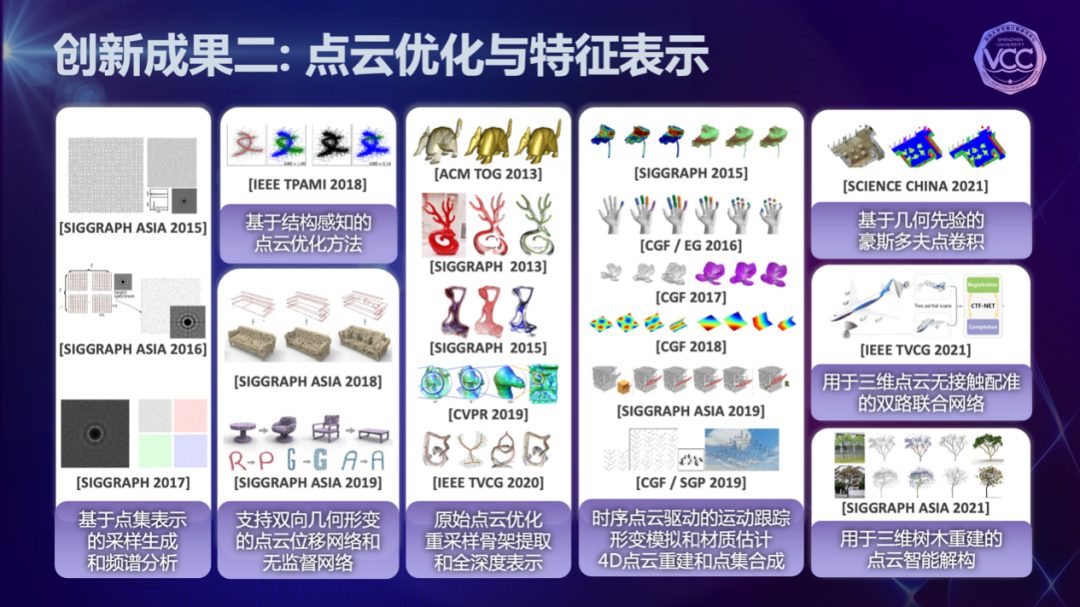 创新成果二: 点云优化与特征表示
SHENZHEN
UNIVERSITY
VCC
[SIGGRAPH ASIA 2015]
[SIGGRAPH ASIA 2016]
[SIGGRAPH 2017]
基于点集表示
的采样生成
和频谱分析
[IEEE TPAMI 2018]
基于结构感知的
点云优化方法
[SIGGRAPH ASIA 2018]
R→P G→G A→A
[SIGGRAPH ASIA 2019]
支持双向几何形变
的点云位移网络和
无监督网络
[ACM TOG 2013]
[SIGGRAPH 2013]
[SIGGRAPH 2015]
[CVPR 2019]
[IEEE TVCG 2020]
原始点云优化
重采样骨架提取
和全深度表示
[SIGGRAPH 2015]
[CGF / EG 2016]
[CGF 2017]
[CGF 2018]
[SIGGRAPH ASIA 2019]
[CGF / SGP 2019]
时序点云驱动的运动跟踪
形变模拟和材质估计
4D点云重建和点集合成
[SCIENCE CHINA 2021]
基于几何先验的
豪斯多夫点卷积
Registration
Two partial scans
CTF-NET
Completion
[IEEE TVCG 2021]
用于三维点云无接触配准
的双路联合网络
[SIGGRAPH ASIA 2021]
用于三维树木重建的
点云智能解构